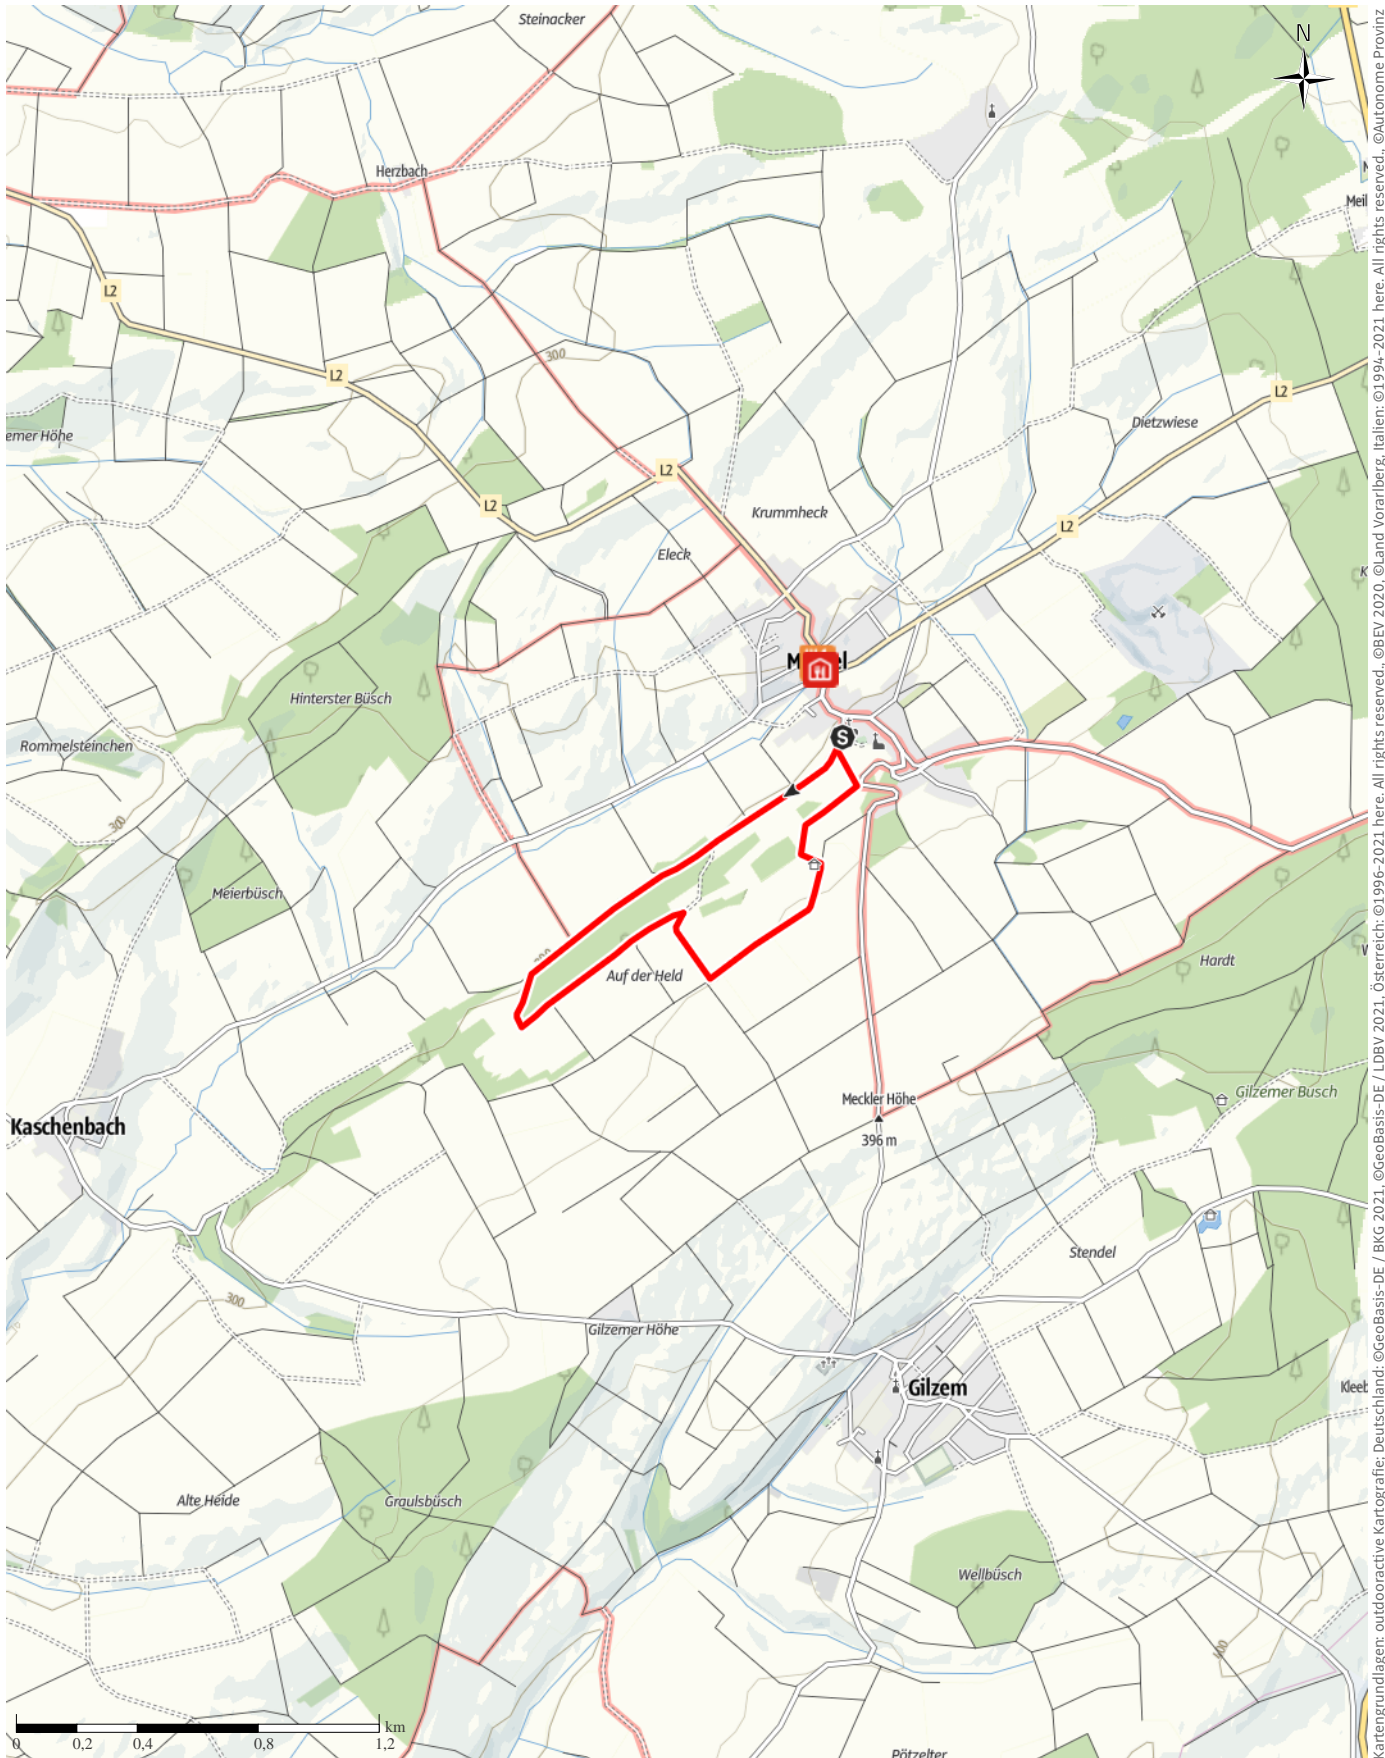 Steinacker
N
Herzbach
Meil
L2
300
L2
L2
emer Höhe
Dietzwiese
L2
L2
Krummheck
L2
Eleck
K
Hinterster Büsch
Rommelsteinchen
S
300
Meierbüsch
Auf der Held
Hardt
Meckler Höhe
Gilzemer Busch
Kaschenbach
396 m
Stendel
300
Gilzemer Höhe
Gilzem
Kleeb
Alte Heide
Graulsbüsch
Wellbüsch
400
km
0 0,2 0,4 0,8 1,2
Pötzelter
Kartengrundlagen: outdooractive Kartografie; Deutschland: ©GeoBasis-DE / BKG 2021, ©GeoBasis-DE / LDBV 2021, Österreich: ©1996-2021 here. All rights reserved., ©BEV 2020, ©Land Vorarlberg, Italien: ©1994-2021 here. All rights reserved., ©Autonome Provinz